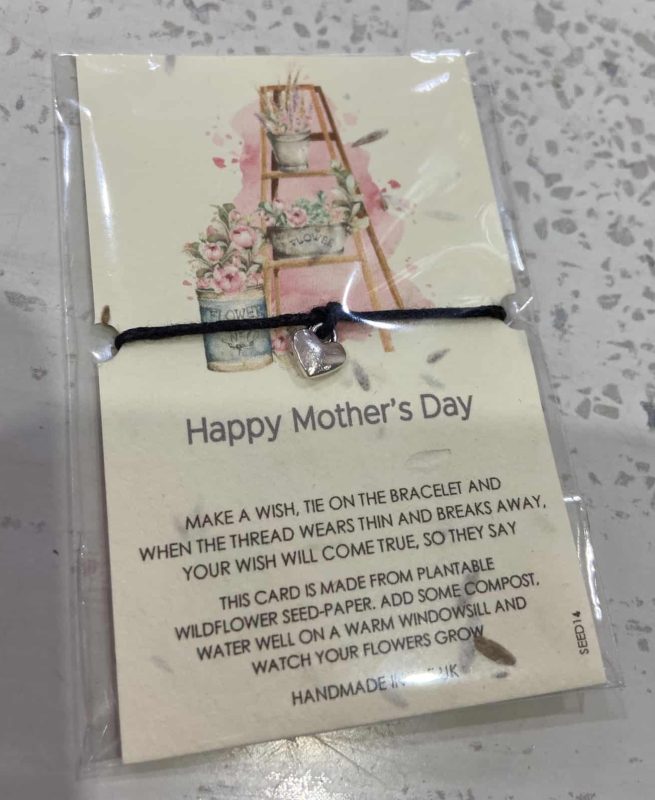 FLOWER
FLOWER
Happy Mother's Day
MAKE A WISH, TIE ON THE BRACELET AND
WHEN THE THREAD WEARS THIN AND BREAKS AWAY,
YOUR WISH WILL COME TRUE, SO THEY SAY
THIS CARD IS MADE FROM PLANTABLE
WILDFLOWER SEED-PAPER. ADD SOME COMPOST,
WATER WELL ON A WARM WINDOWSILL AND
WATCH YOUR FLOWERS GROW
HANDMADE IN UK
SEED14